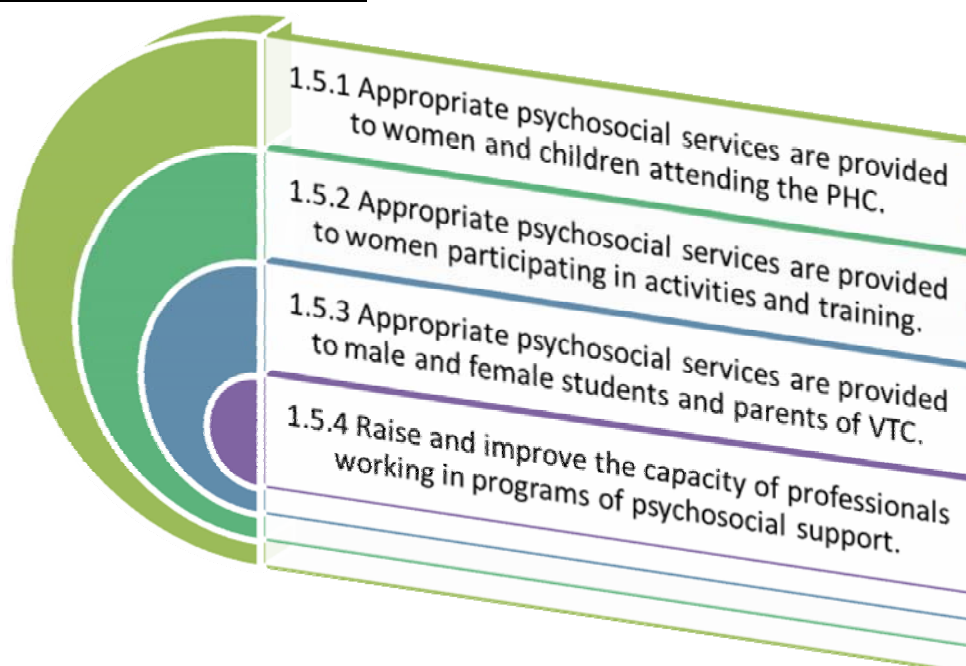 1.5.1 Appropriate psychosocial services are provided
to women and children attending the PHC.
1.5.2 Appropriate psychosocial services are provided
to women participating in activities and training.
1.5.3 Appropriate psychosocial services are provided
to male and female students and parents of VTC.
1.5.4 Raise and improve the capacity of professionals
working in programs of psychosocial support.